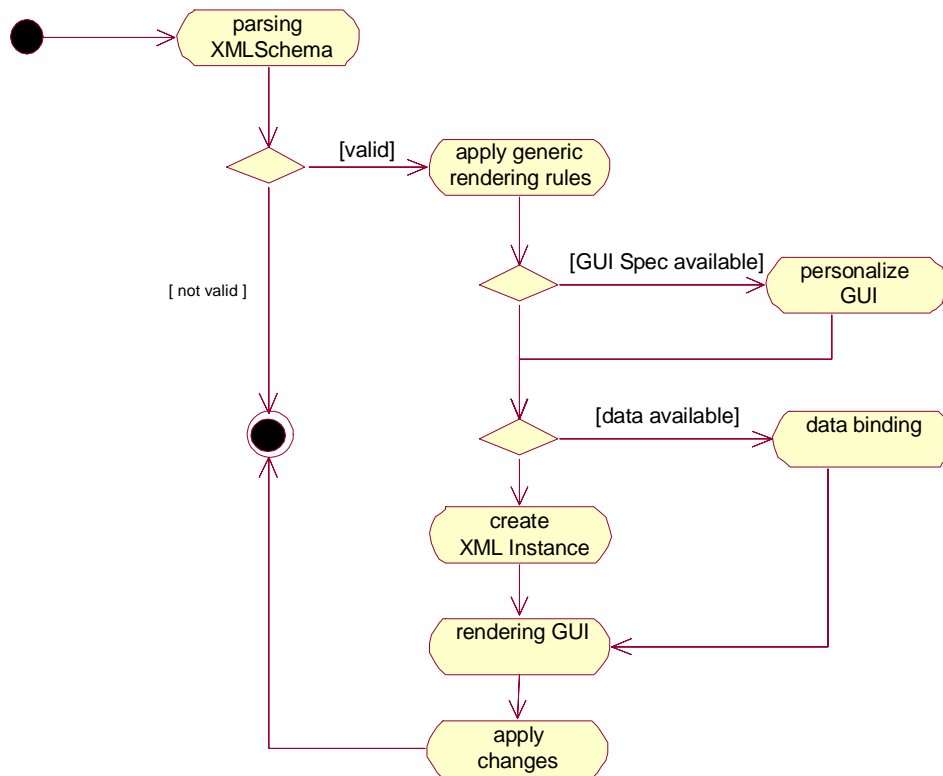 parsing
XMLSchema
[valid]
apply generic
rendering rules
[GUI Spec available]
personalize
GUI
[ not valid ]
[data available]
data binding
create
XML Instance
rendering GUI
apply
changes